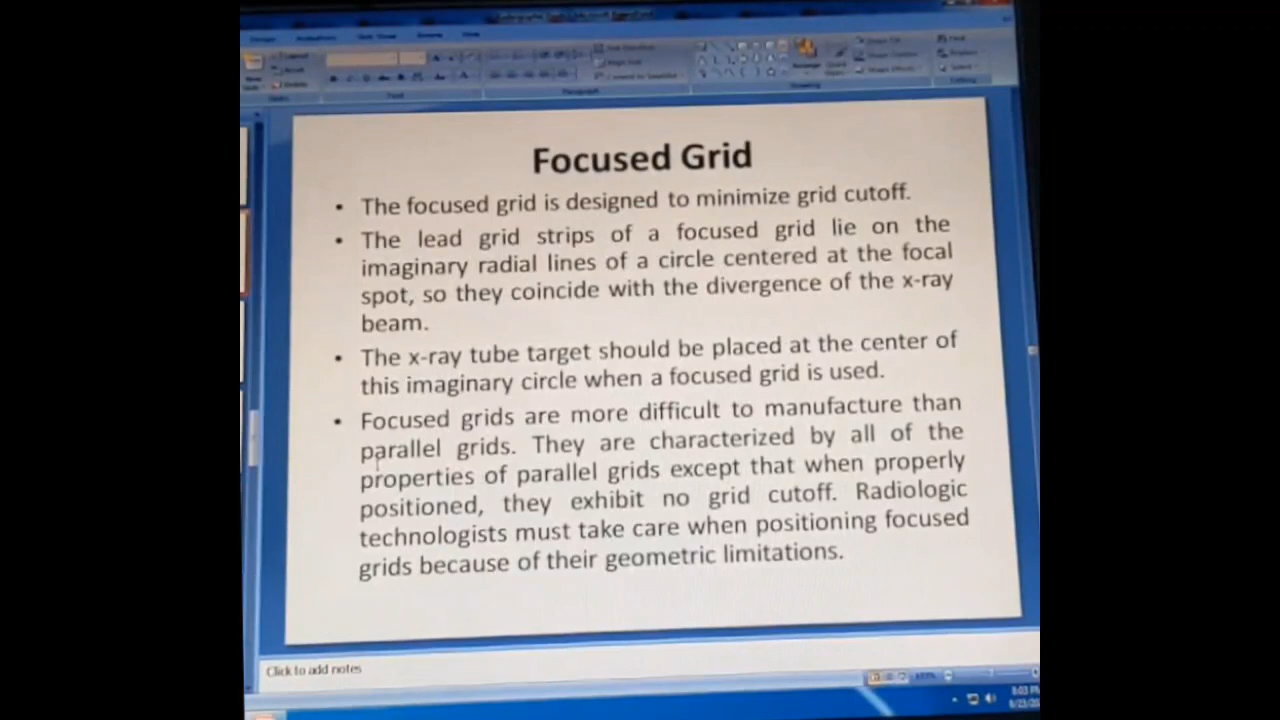 Focused Grid
• The focused grid is designed to minimize grid cutoff.
• The lead grid strips of a focused grid lie on the
imaginary radial lines of a circle centered at the focal
spot, so they coincide with the divergence of the x-ray
beam.
• The x-ray tube target should be placed at the center of
this imaginary circle when a focused grid is used.
• Focused grids are more difficult to manufacture than
parallel grids. They are characterized by all of the
properties of parallel grids except that when properly
positioned, they exhibit no grid cutoff. Radiologic
technologists must take care when positioning focused
grids because of their geometric limitations.
Click to add notes